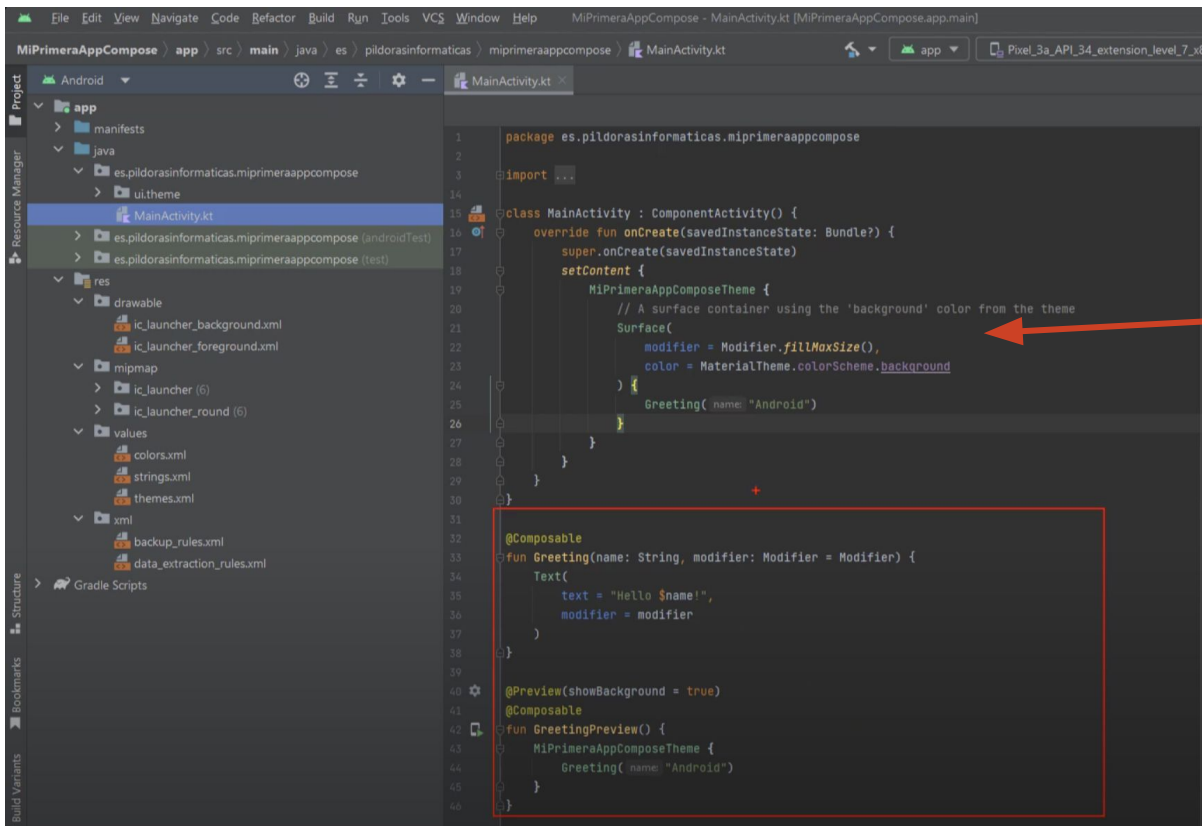 File Edit View Navigate Code Refactor Build Run Tools VCS Window Help MiPrimeraAppCompose - MainActivity.kt [MiPrimeraAppCompose.app.main]
MiPrimeraAppCompose app src main java es pildorasinformaticas miprimeraappcompose MainActivity.kt app Pixel_3a_API_34_extension_level_7_x8
Project
Resource Manager
Structure
Bookmarks
Build Variants
Android
app
manifests
java
es.pildorasinformaticas.miprimeraappcompose
ui.theme
MainActivity.kt
es.pildorasinformaticas.miprimeraappcompose (androidTest)
es.pildorasinformaticas.miprimeraappcompose (test)
res
drawable
ic_launcher_background.xml
ic_launcher_foreground.xml
mipmap
ic_launcher (6)
ic_launcher_round (6)
values
colors.xml
strings.xml
themes.xml
xml
backup_rules.xml
data_extraction_rules.xml
Gradle Scripts
MainActivity.kt
1 package es.pildorasinformaticas.miprimeraappcompose
2
3 import ...
14
15 class MainActivity : ComponentActivity() {
16 override fun onCreate(savedInstanceState: Bundle?) {
17 super.onCreate(savedInstanceState)
18 setContent {
19 MiPrimeraAppComposeTheme {
20 // A surface container using the 'background' color from the theme
21 Surface(
22 modifier = Modifier.fillMaxSize(),
23 color = MaterialTheme.colorScheme.background
24 ) {
25 Greeting( name: "Android")
26 }
27 }
28 }
29 }
30 }
31
32 @Composable
33 fun Greeting(name: String, modifier: Modifier = Modifier) {
34 Text(
35 text = "Hello $name!",
36 modifier = modifier
37 )
38 }
39
40 @Preview(showBackground = true)
41 @Composable
42 fun GreetingPreview() {
43 MiPrimeraAppComposeTheme {
44 Greeting( name: "Android")
45 }
46 }